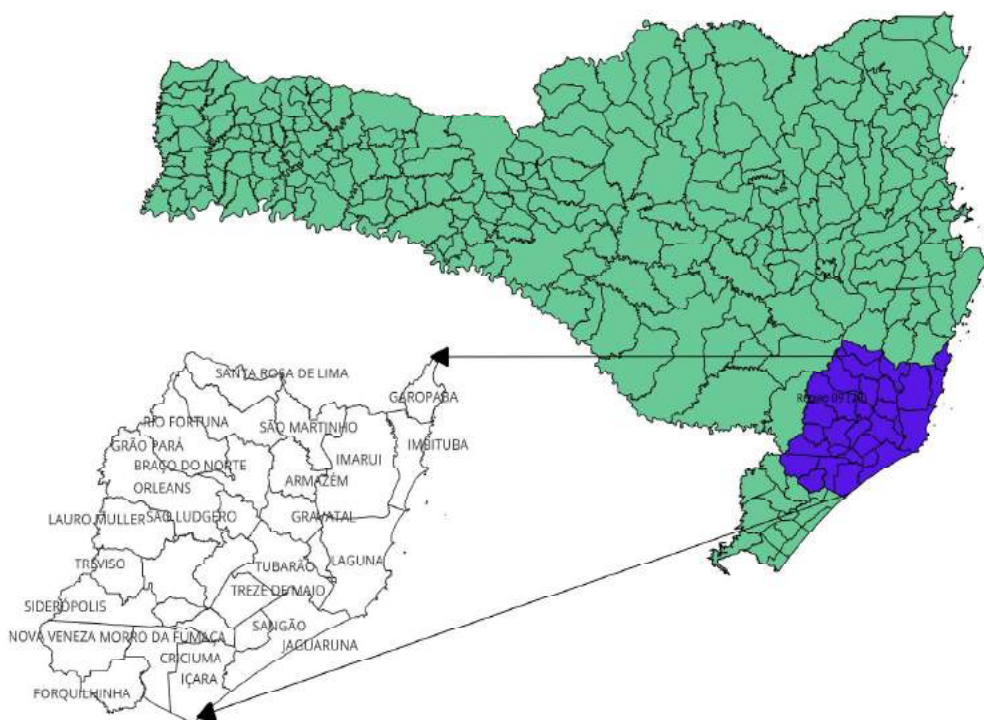 SANTA ROSA DE LIMA
GAROPABA
RIO FORTUNA
SÃO MARTINHO
IMBITUBA
GRÃO PARÁ
IMARUI
BRAÇO DO NORTE
ARMAZÉM
ORLEANS
LAURO MULLER
SÃO LUDGERO
GRAVATAL
TREVISO
TUBARÃO
LAGUNA
TREZE DE MAIO
SIDERÓPOLIS
SANGÃO
NOVA VENEZA
MORRO DA FUMAÇA
JAGUARUNA
CRICIUMA
IÇARA
FORQUILHINHA